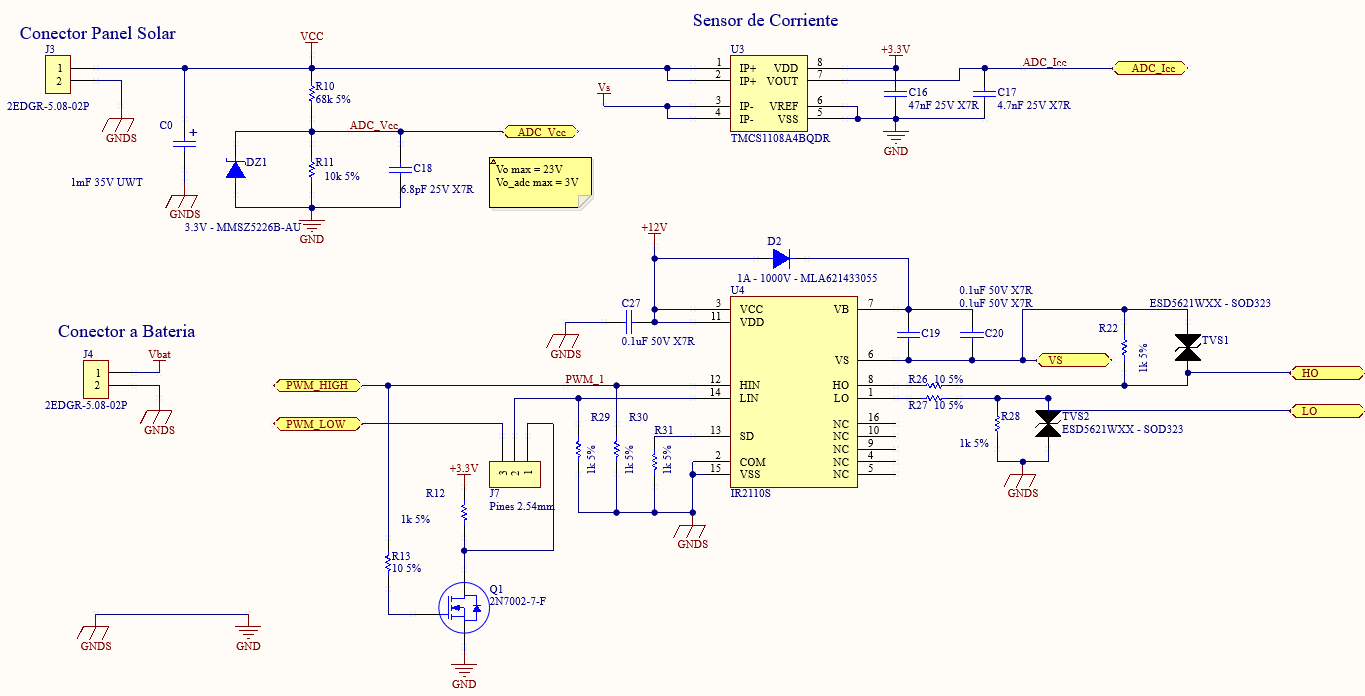 Sensor de Corriente
Conector Panel Solar
J3
1
2
2EDGR-5.08-02P
GNDS
C0
+
1mF 35V UWT
GNDS
VCC
R10
68k 5%
ADC_Vcc
ADC_Vcc
DZ1
R11
10k 5%
C18
6.8pF 25V X7R
3.3V - MMSZ5226B-AU
GND
Vo max = 23V
Vo_adc max = 3V
U3
Vs
1 IP+ VDD 8
2 IP+ VOUT 7
3 IP- VREF 6
4 IP- VSS 5
TMCS1108A4BQDR
+3.3V
ADC_Icc
ADC_Icc
C16
47nF 25V X7R
C17
4.7nF 25V X7R
GND
+12V
D2
1A - 1000V - MLA621433055
U4
C27
0.1uF 50V X7R
GNDS
3 VCC VB 7
11 VDD
VS 6
12 HIN HO 8
14 LIN LO 1
NC 16
13 SD NC 10
NC 9
2 COM NC 4
15 VSS NC 5
IR2110S
0.1uF 50V X7R
0.1uF 50V X7R
C19
C20
VS
ESD5621WXX - SOD323
R22
1k 5%
TVS1
HO
R26 10 5%
R27 10 5%
LO
R28
1k 5%
TVS2
ESD5621WXX - SOD323
GNDS
Conector a Bateria
J4
1
2
Vbat
2EDGR-5.08-02P
GNDS
PWM_HIGH
PWM_1
PWM_LOW
R29
1k 5%
R30
1k 5%
R31
1k 5%
GNDS
3
2
1
J7
Pines 2.54mm
+3.3V
R12
1k 5%
R13
10 5%
Q1
2N7002-7-F
GND
GNDS
GND